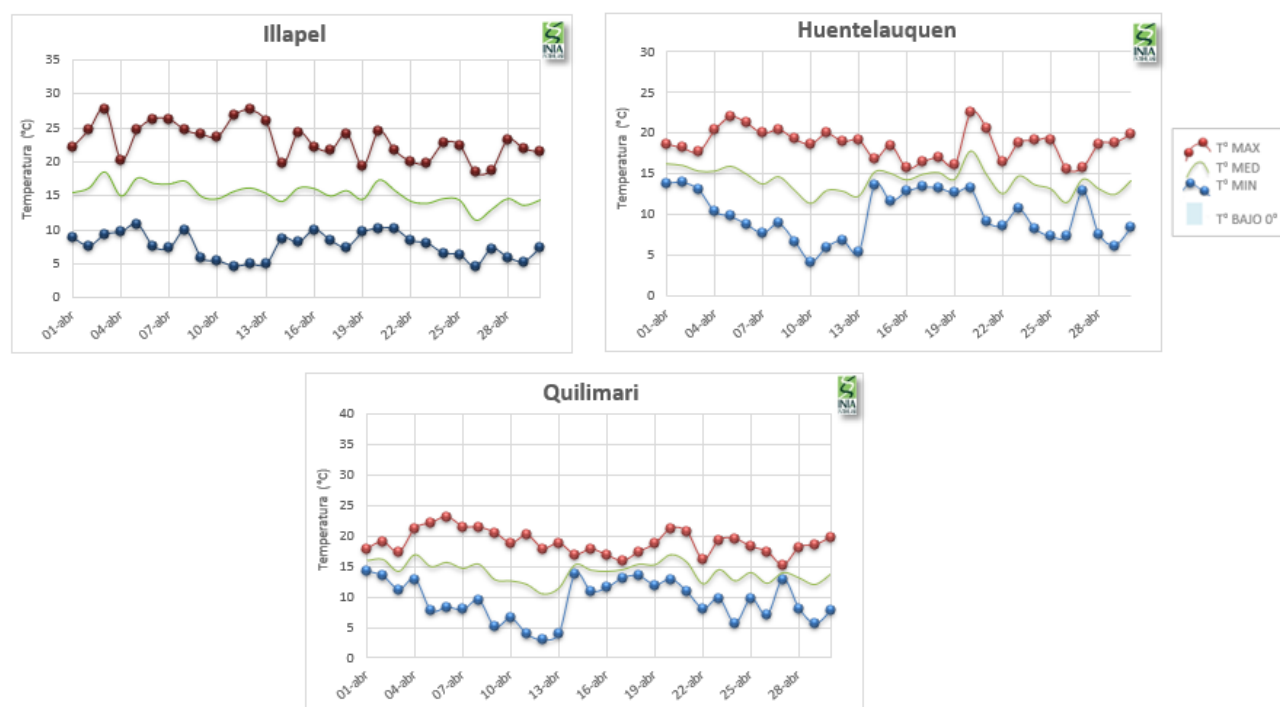 Illapel
INIA
Temperatura (°C)
35
30
25
20
15
10
5
0
01-abr
04-abr
07-abr
10-abr
13-abr
16-abr
19-abr
22-abr
25-abr
28-abr
Huentelauquen
INIA
Temperatura (°C)
30
25
20
15
10
5
0
01-abr
04-abr
07-abr
10-abr
13-abr
16-abr
19-abr
22-abr
25-abr
28-abr
T° MAX
T° MED
T° MIN
T° BAJO 0°
Quilimari
INIA
Temperatura (°C)
40
35
30
25
20
15
10
5
0
01-abr
04-abr
07-abr
10-abr
13-abr
16-abr
19-abr
22-abr
25-abr
28-abr